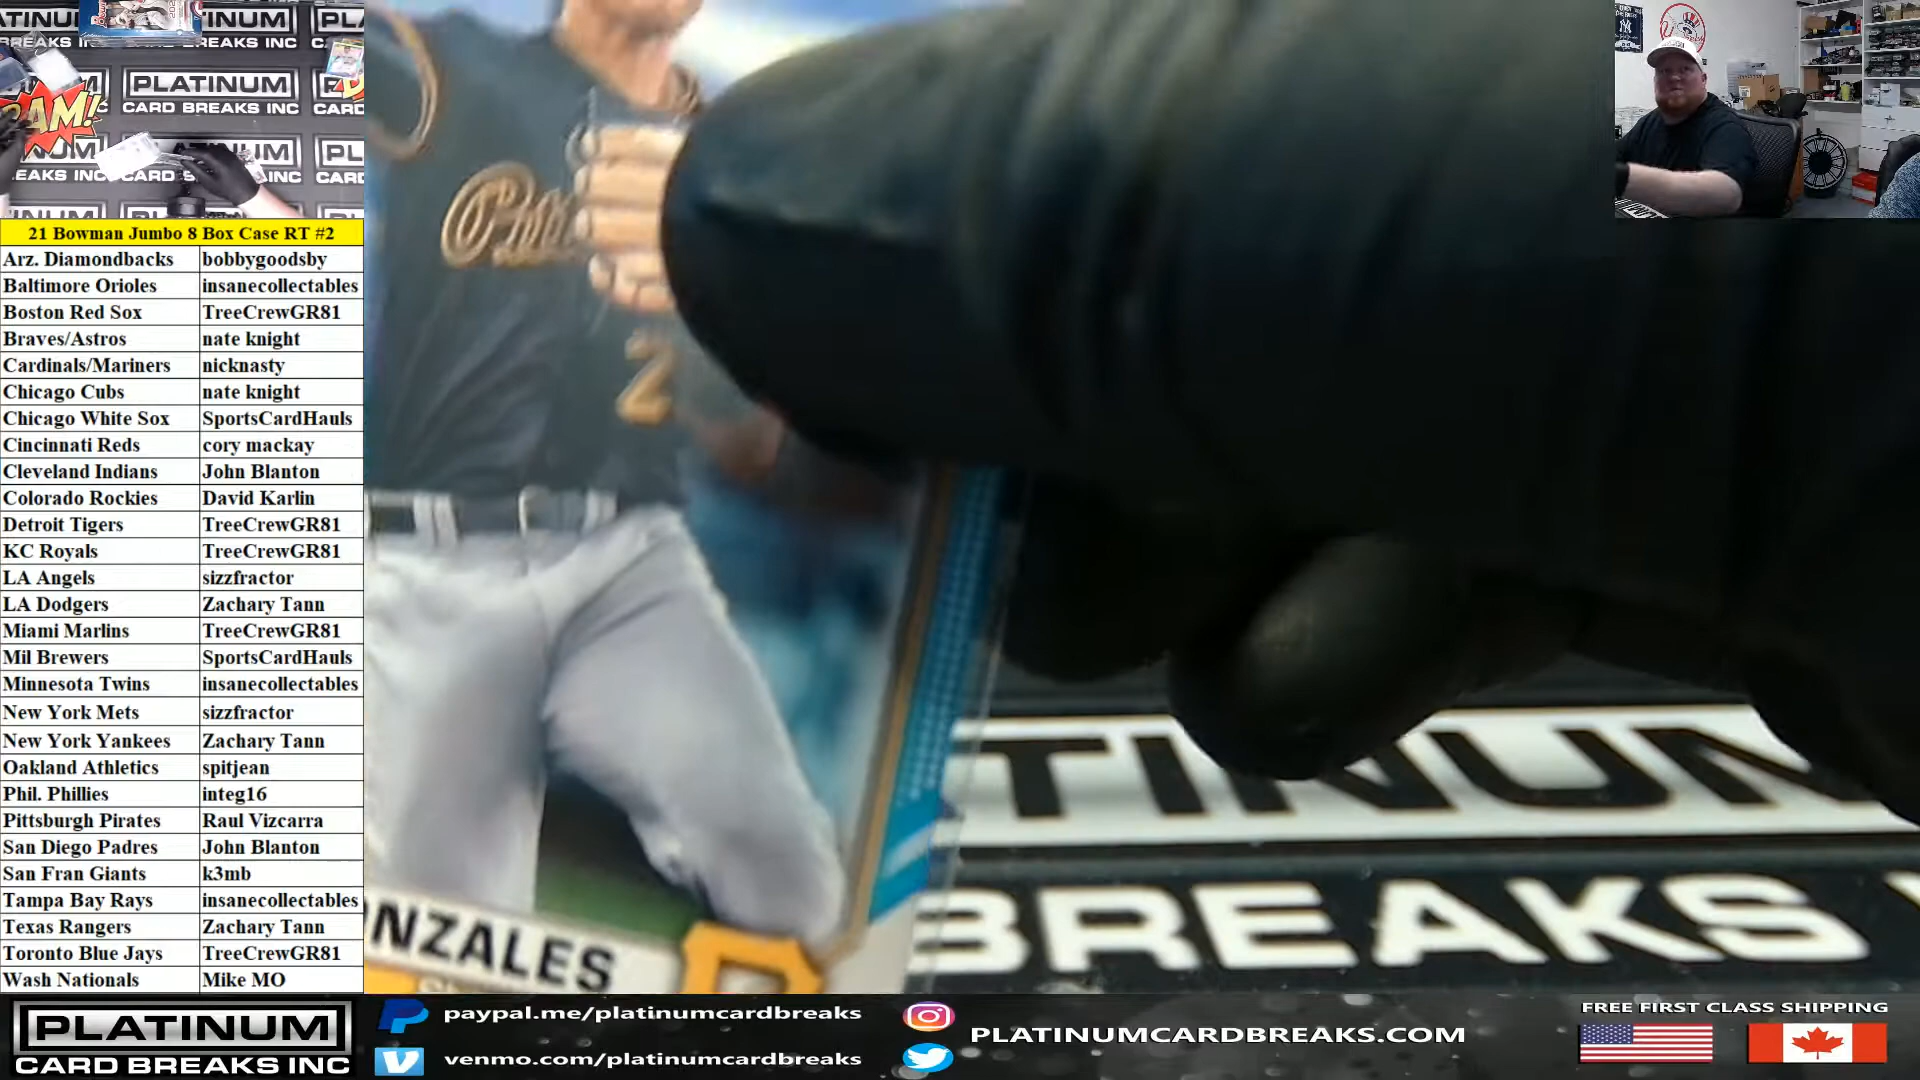 PLATINUM
CARD BREAKS INC
BAM!
21 Bowman Jumbo 8 Box Case RT #2
Arz. Diamondbacks bobbygoodsby
Baltimore Orioles insanecollectables
Boston Red Sox TreeCrewGR81
Braves/Astros nate knight
Cardinals/Mariners nicknasty
Chicago Cubs nate knight
Chicago White Sox SportsCardHauls
Cincinnati Reds cory mackay
Cleveland Indians John Blanton
Colorado Rockies David Karlin
Detroit Tigers TreeCrewGR81
KC Royals TreeCrewGR81
LA Angels sizzfractor
LA Dodgers Zachary Tann
Miami Marlins TreeCrewGR81
Mil Brewers SportsCardHauls
Minnesota Twins insanecollectables
New York Mets sizzfractor
New York Yankees Zachary Tann
Oakland Athletics spitjean
Phil. Phillies integ16
Pittsburgh Pirates Raul Vizcarra
San Diego Padres John Blanton
San Fran Giants k3mb
Tampa Bay Rays insanecollectables
Texas Rangers Zachary Tann
Toronto Blue Jays TreeCrewGR81
Wash Nationals Mike MO
2
NZALES
P
TINUM
BREAKS
PLATINUM
CARD BREAKS INC
paypal.me/platinumcardbreaks
venmo.com/platinumcardbreaks
PLATINUMCARDBREAKS.COM
FREE FIRST CLASS SHIPPING